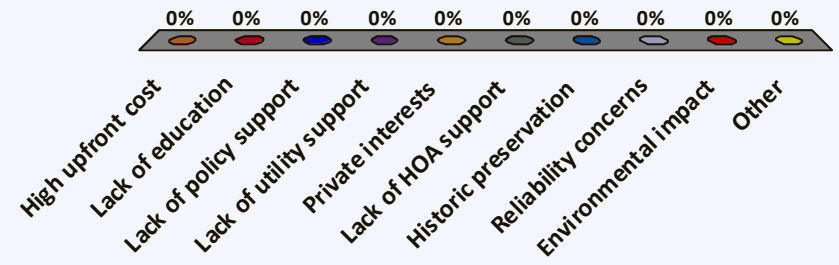 0% 0% 0% 0% 0% 0% 0% 0% 0% 0%
High upfront cost
Lack of education
Lack of policy support
Lack of utility support
Private interests
Lack of HOA support
Historic preservation
Reliability concerns
Environmental impact
Other